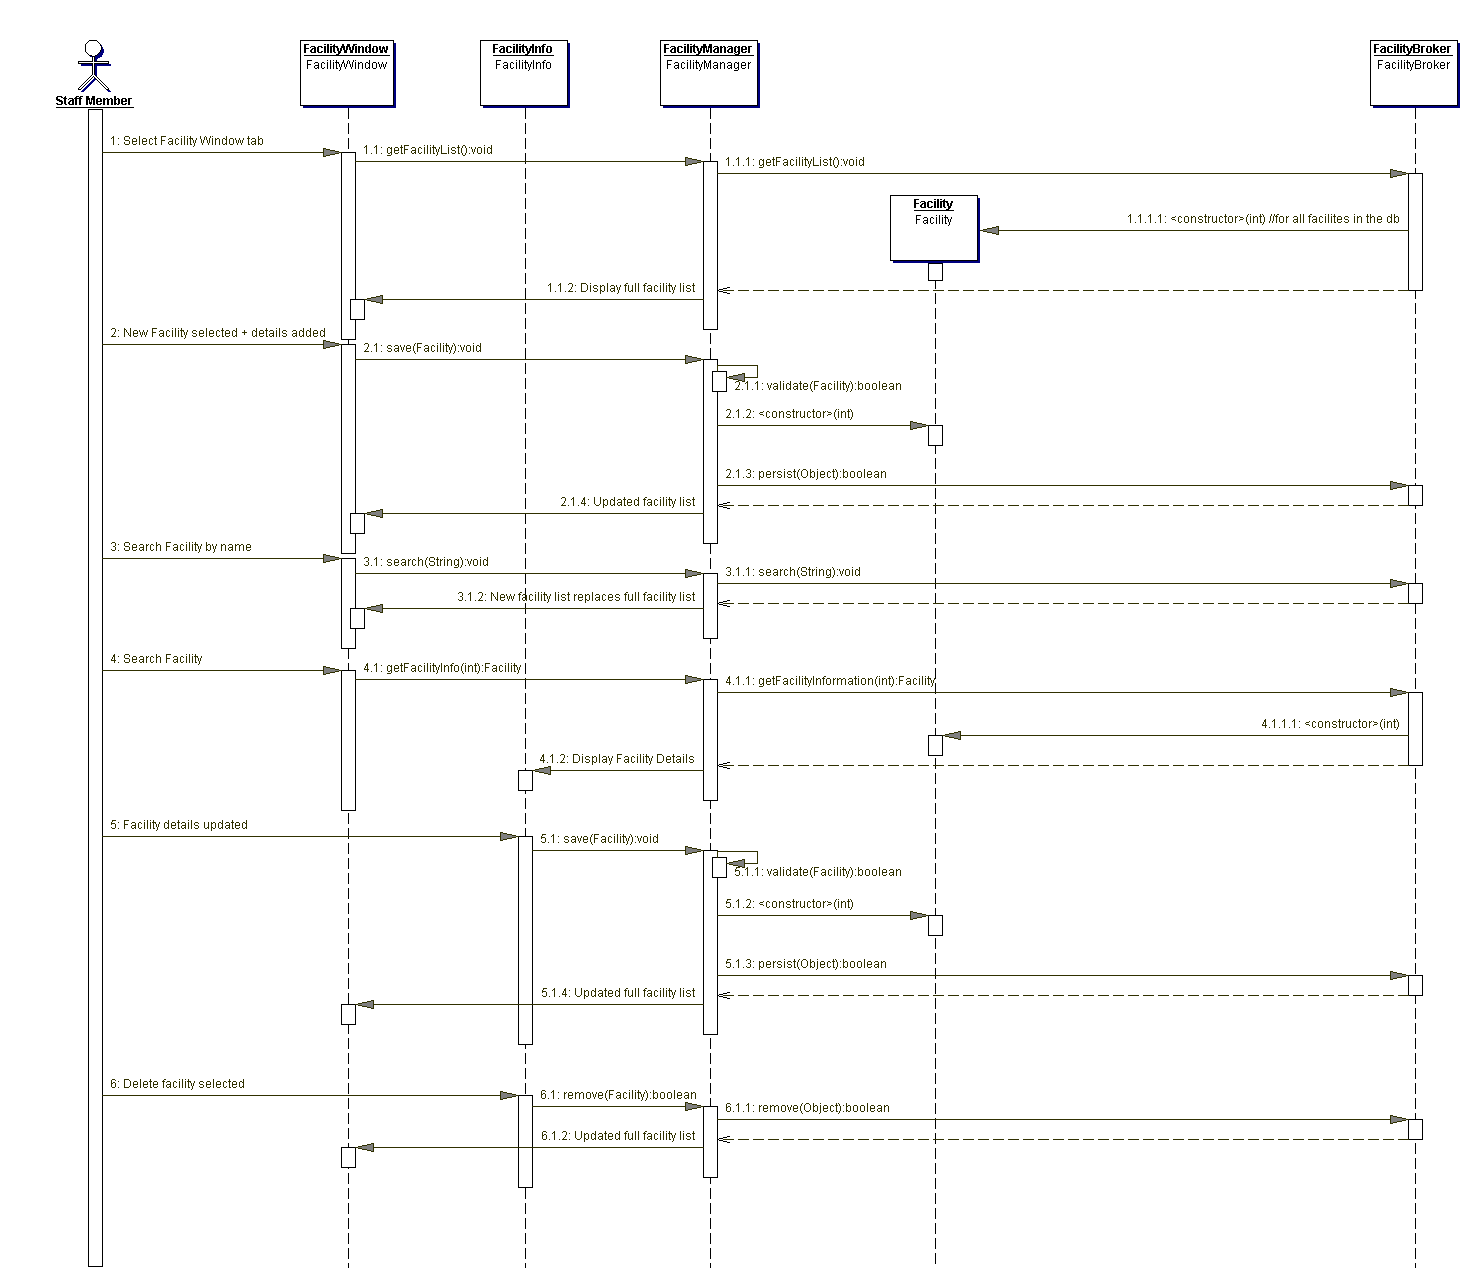 FacilityWindow
FacilityWindow
FacilityInfo
FacilityInfo
FacilityManager
FacilityManager
FacilityBroker
FacilityBroker
Staff Member
1: Select Facility Window tab
1.1: getFacilityList():void
1.1.1: getFacilityList():void
Facility
Facility
1.1.1.1: <constructor>(int) //for all facilites in the db
1.1.2: Display full facility list
2: New Facility selected + details added
2.1: save(Facility):void
2.1.1: validate(Facility):boolean
2.1.2: <constructor>(int)
2.1.3: persist(Object):boolean
2.1.4: Updated facility list
3: Search Facility by name
3.1: search(String):void
3.1.1: search(String):void
3.1.2: New facility list replaces full facility list
4: Search Facility
4.1: getFacilityInfo(int):Facility
4.1.1: getFacilityInformation(int):Facility
4.1.1.1: <constructor>(int)
4.1.2: Display Facility Details
5: Facility details updated
5.1: save(Facility):void
5.1.1: validate(Facility):boolean
5.1.2: <constructor>(int)
5.1.3: persist(Object):boolean
5.1.4: Updated full facility list
6: Delete facility selected
6.1: remove(Facility):boolean
6.1.1: remove(Object):boolean
6.1.2: Updated full facility list